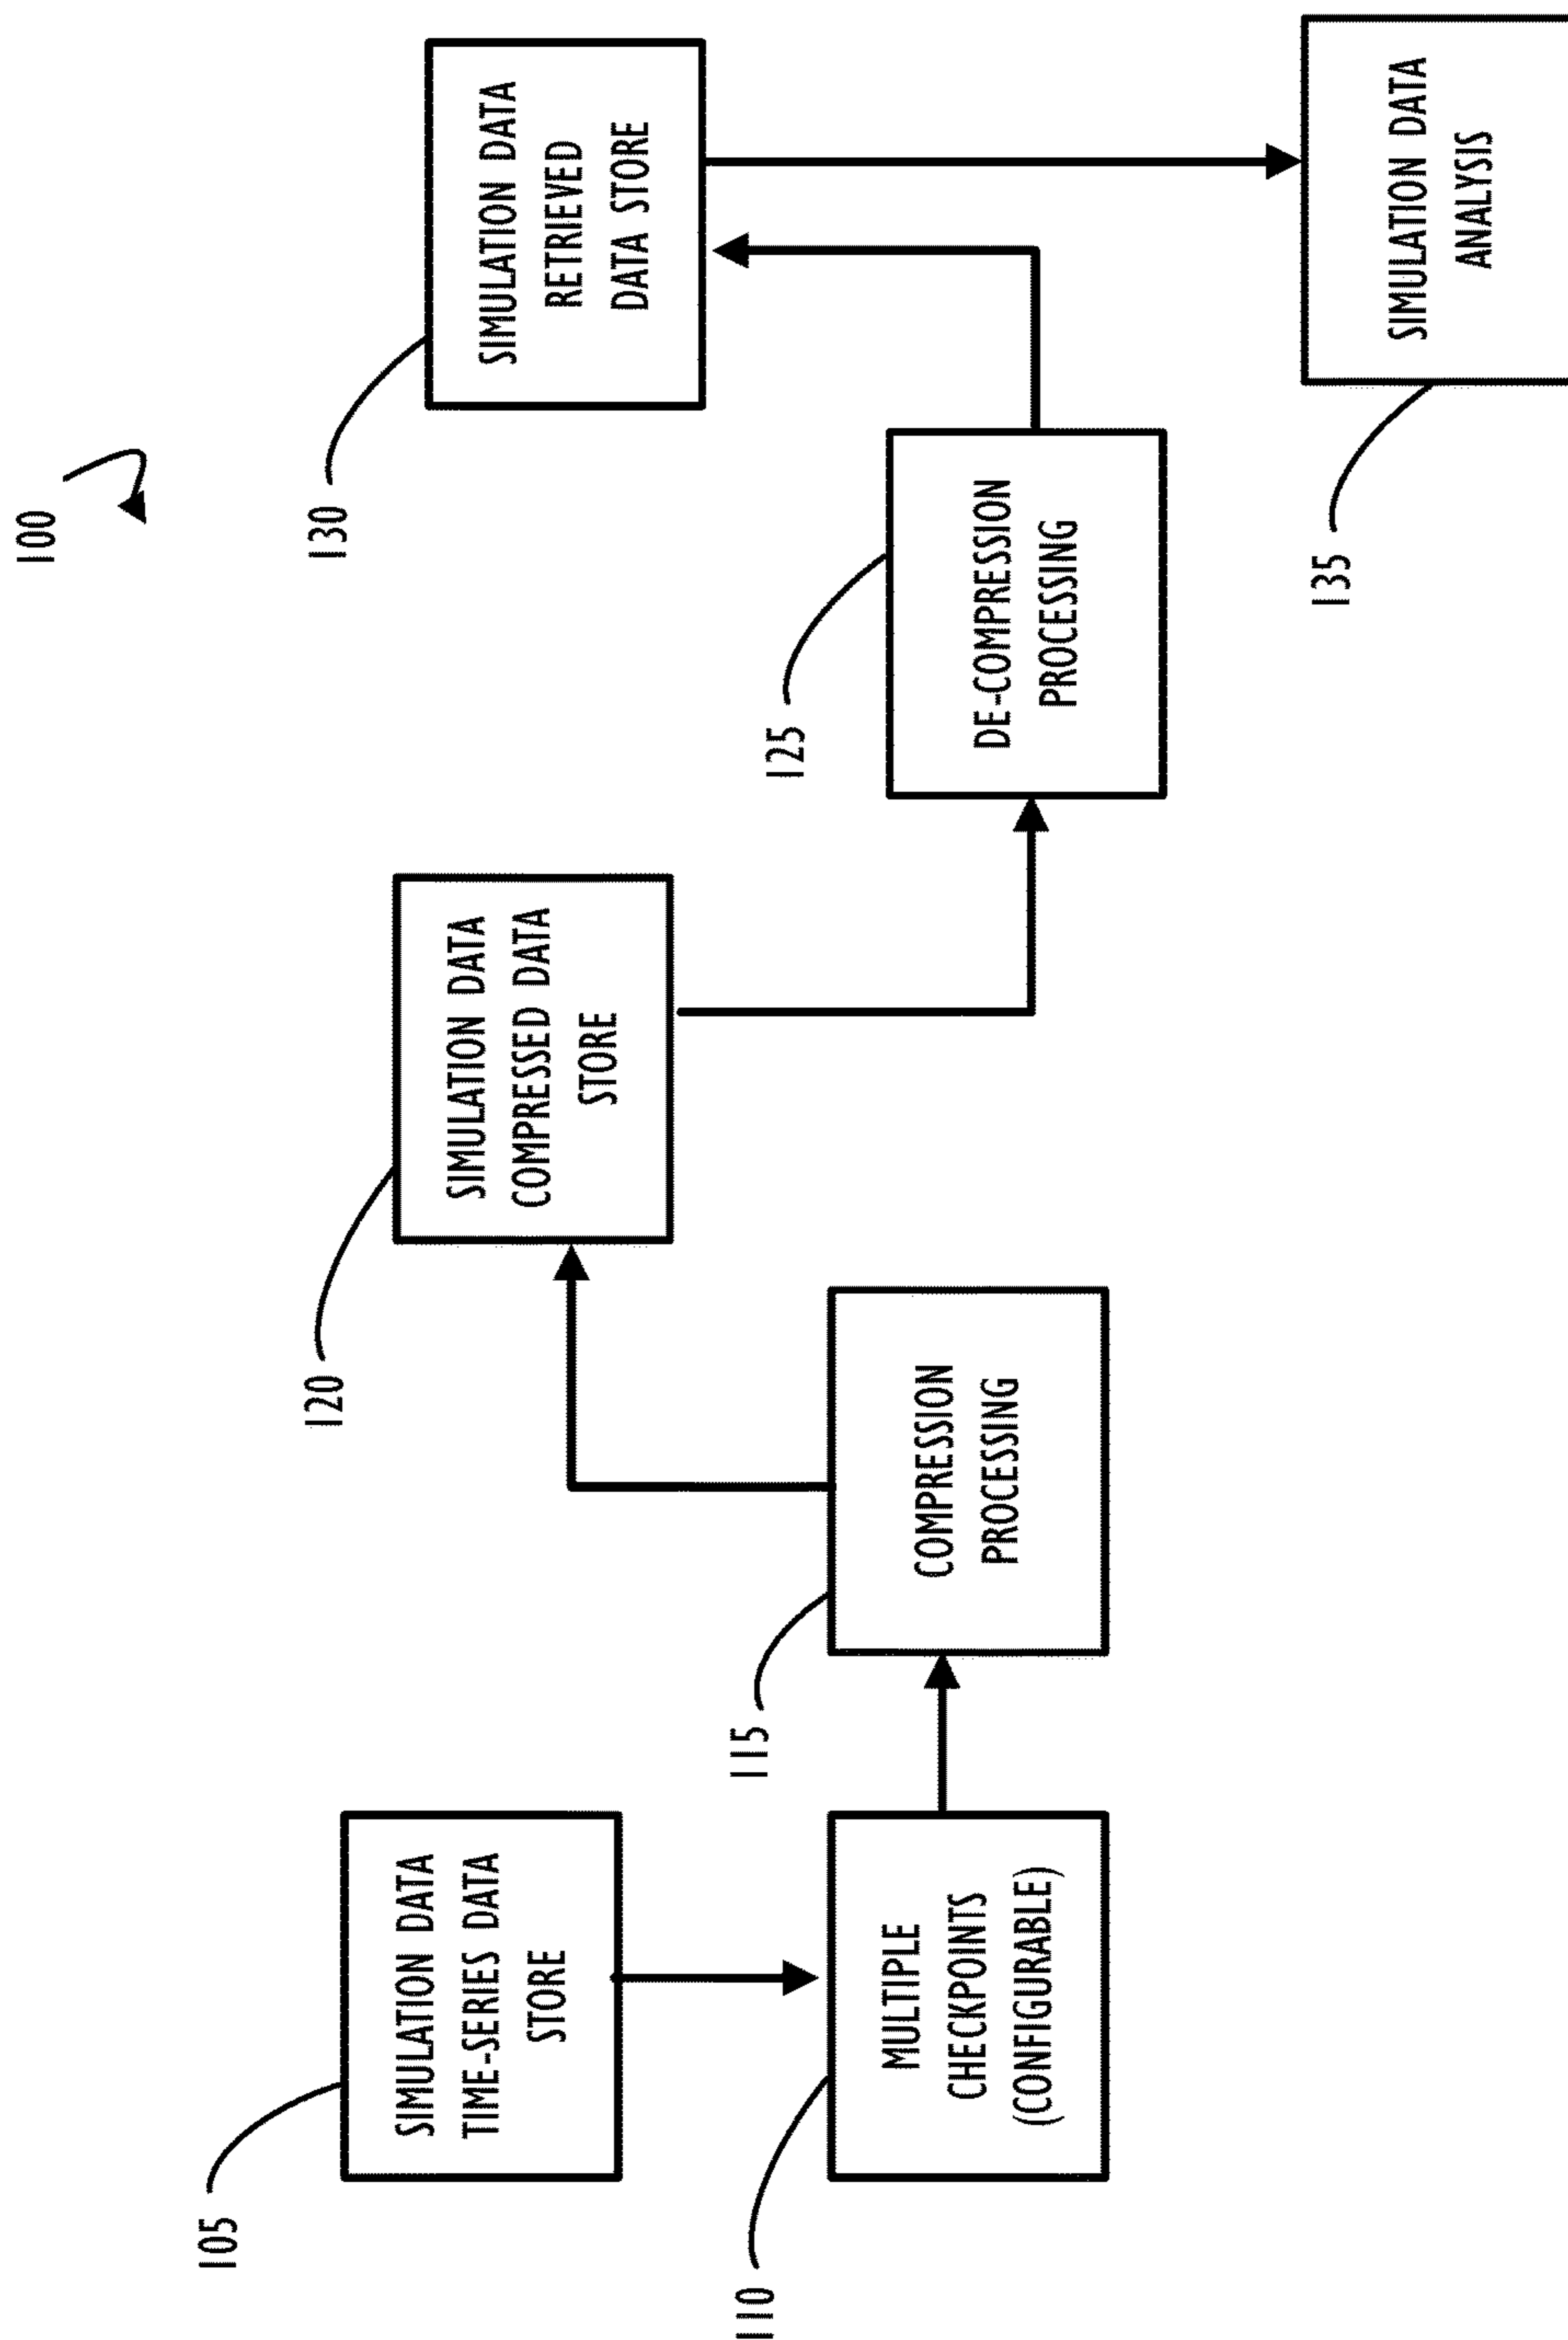 100
105
SIMULATION DATA
TIME-SERIES DATA
STORE
110
MULTIPLE
CHECKPOINTS
(CONFIGURABLE)
115
COMPRESSION
PROCESSING
120
SIMULATION DATA
COMPRESSED DATA
STORE
125
DE-COMPRESSION
PROCESSING
130
SIMULATION DATA
RETRIEVED
DATA STORE
135
SIMULATION DATA
ANALYSIS